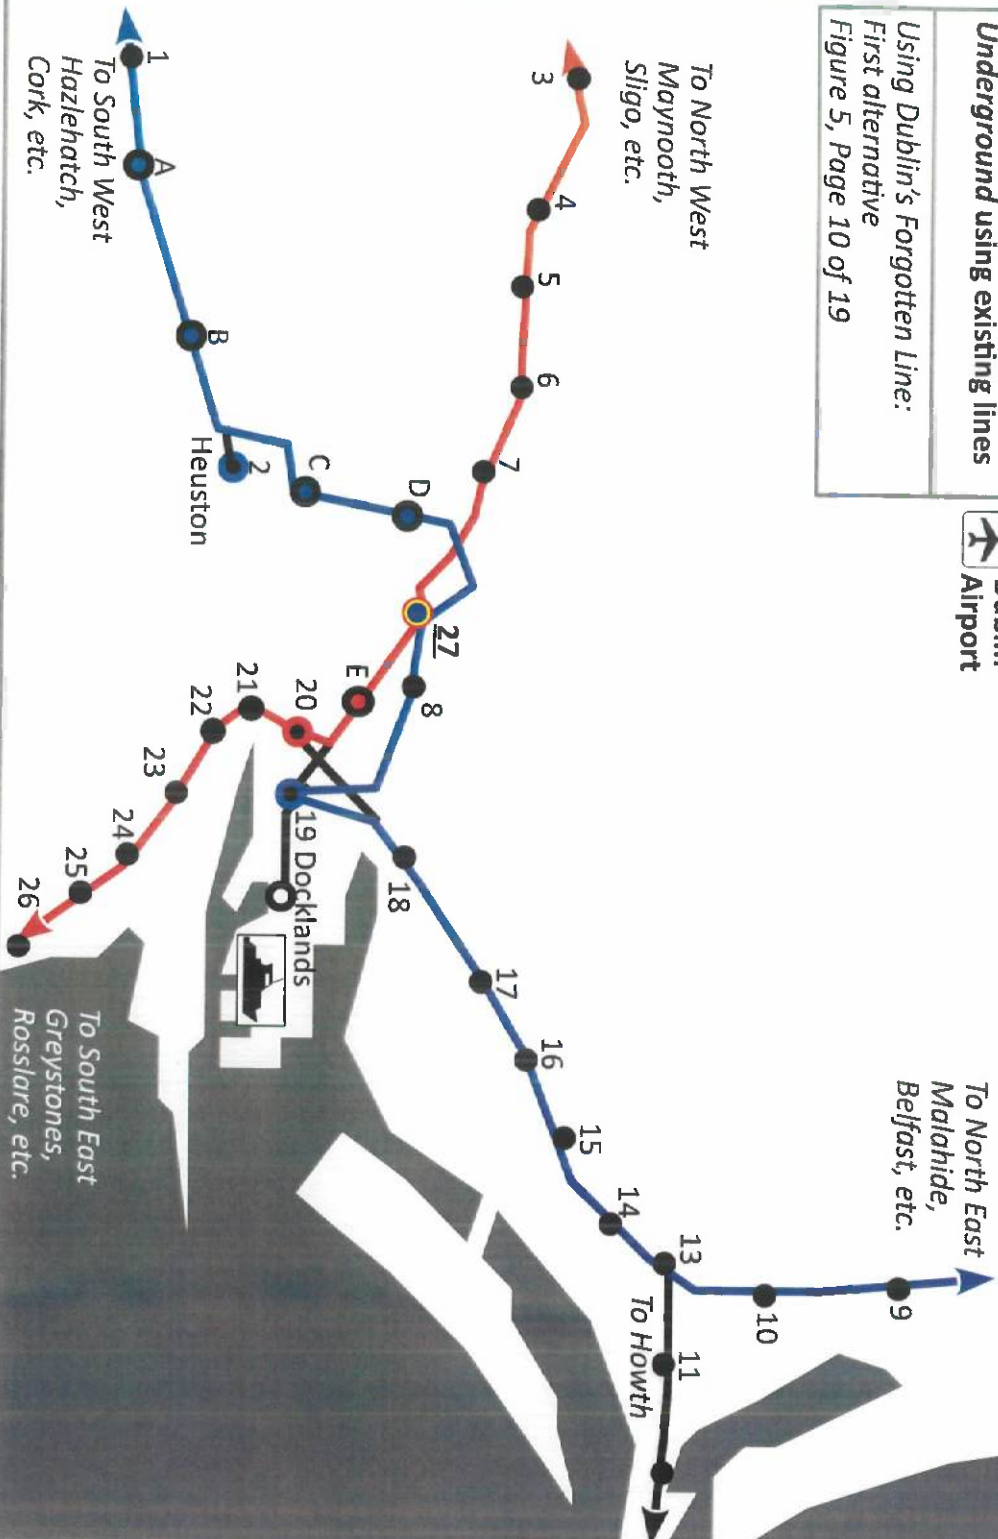 Underground using existing lines
Using Dublin's Forgotten Line:
First alternative
Figure 5, Page 10 of 19
Airport
To North East
Malahide,
Belfast, etc.
9
10
To North West
Maynooth,
Sligo, etc.
3
4
5
6
7
27
8
13
11
To Howth
14
15
16
17
18
19 Docklands
1
A
B
C
D
E
2
Heuston
20
21
22
23
24
25
26
To South West
Hazlehatch,
Cork, etc.
To South East
Greystones,
Rosslare, etc.